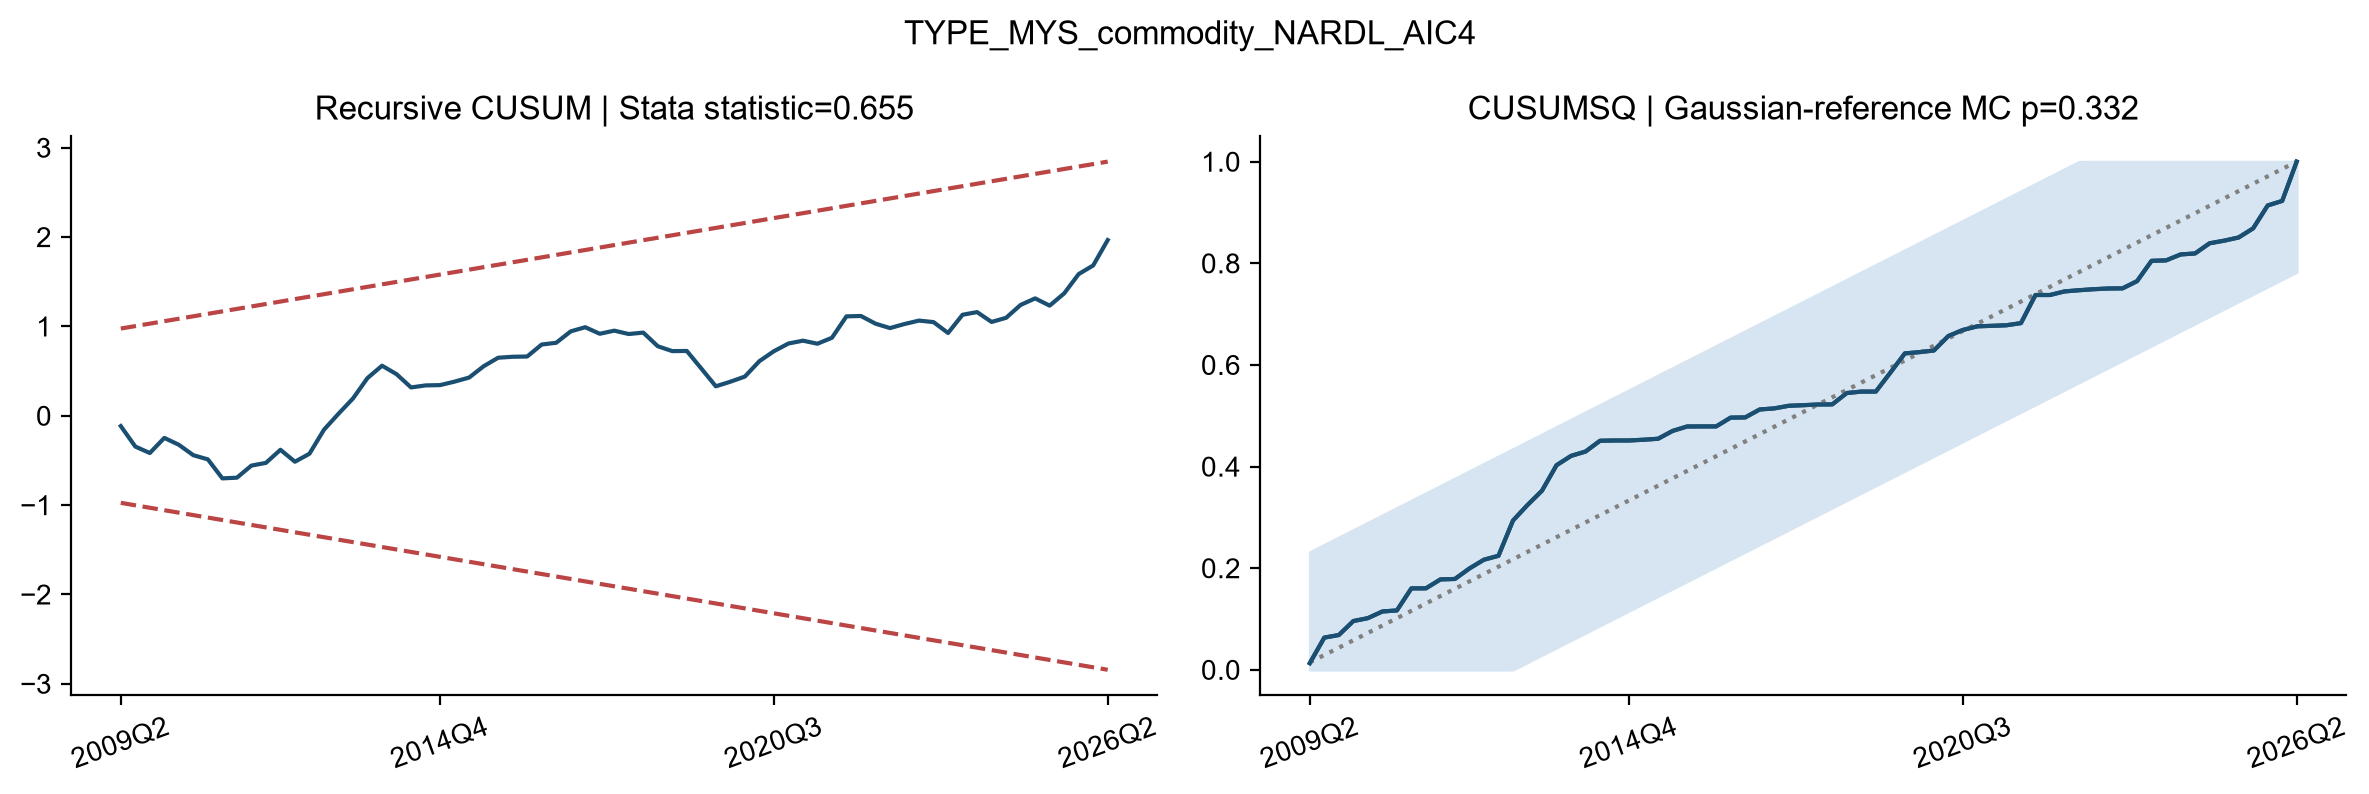 TYPE_MYS_commodity_NARDL_AIC4
Recursive CUSUM | Stata statistic=0.655
3
2
1
0
−1
−2
−3
2009Q2
2014Q4
2020Q3
2026Q2
CUSUMSQ | Gaussian-reference MC p=0.332
1.0
0.8
0.6
0.4
0.2
0.0
2009Q2
2014Q4
2020Q3
2026Q2